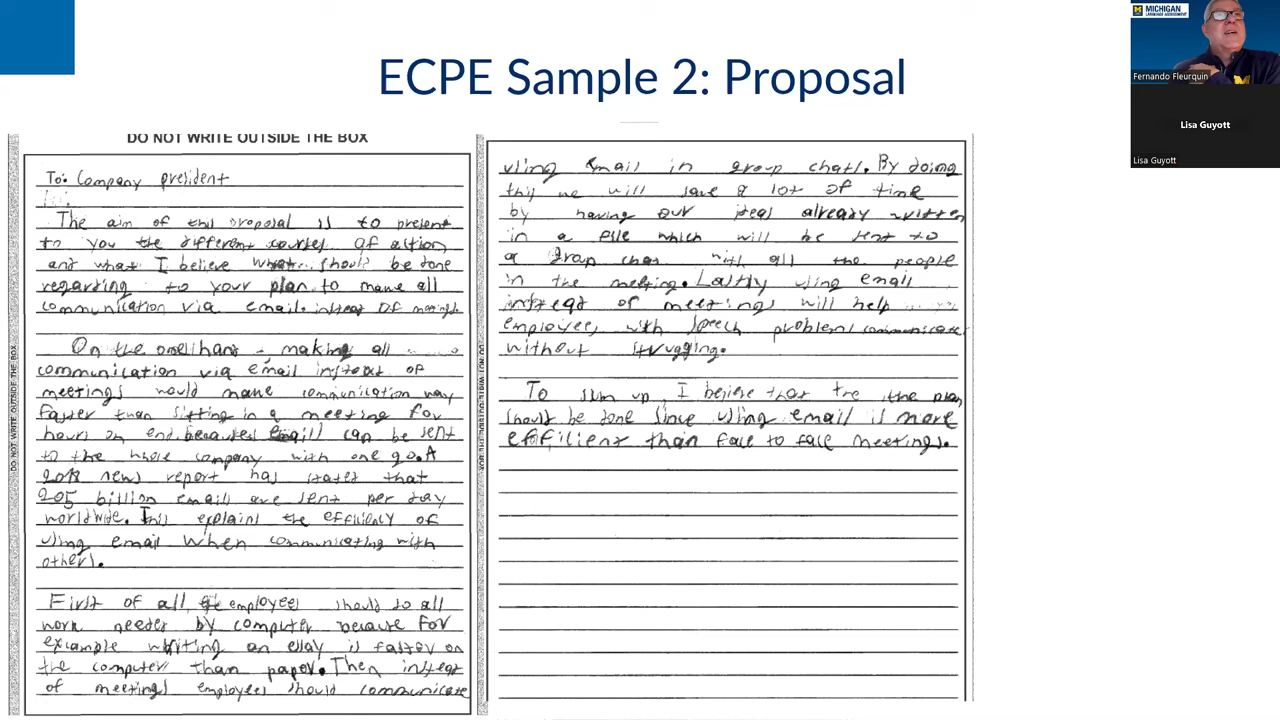 ECPE Sample 2: Proposal
MICHIGAN
LANGUAGE ASSESSMENT
Fernando Fleurquin
Lisa Guyott
Lisa Guyott
DO NOT WRITE OUTSIDE THE BOX
To: Company president
The aim of this proposal is to present
to you the different courses of action
and what I believe should be done
regarding to your plan to make all
communication via email instead of meetings.
On the one hand, making all
communication via email instead of
meetings would make communication way
faster than sitting in a meeting for
hours on end because email can be sent
to the whole company with one go. A
2018 news report has stated that
205 billion emails are sent per day
worldwide. This explains the efficiency of
using email when communicating with
others.
First of all, employees should do all
work needed by computer because for
example writing an essay is faster on
the computer than paper. Then instead
of meetings employees should communicate
DO NOT WRITE OUTSIDE THE BOX
using email in group chats. By doing
this we will save a lot of time
by having our ideas already written
in a file which will be sent to
a group chat with all the people
in the meeting. Lastly using email
instead of meetings will help
employees with speech problems communicate
without strugging.
To sum up, I believe that the plan
should be done since using email is more
efficient than face to face meetings.